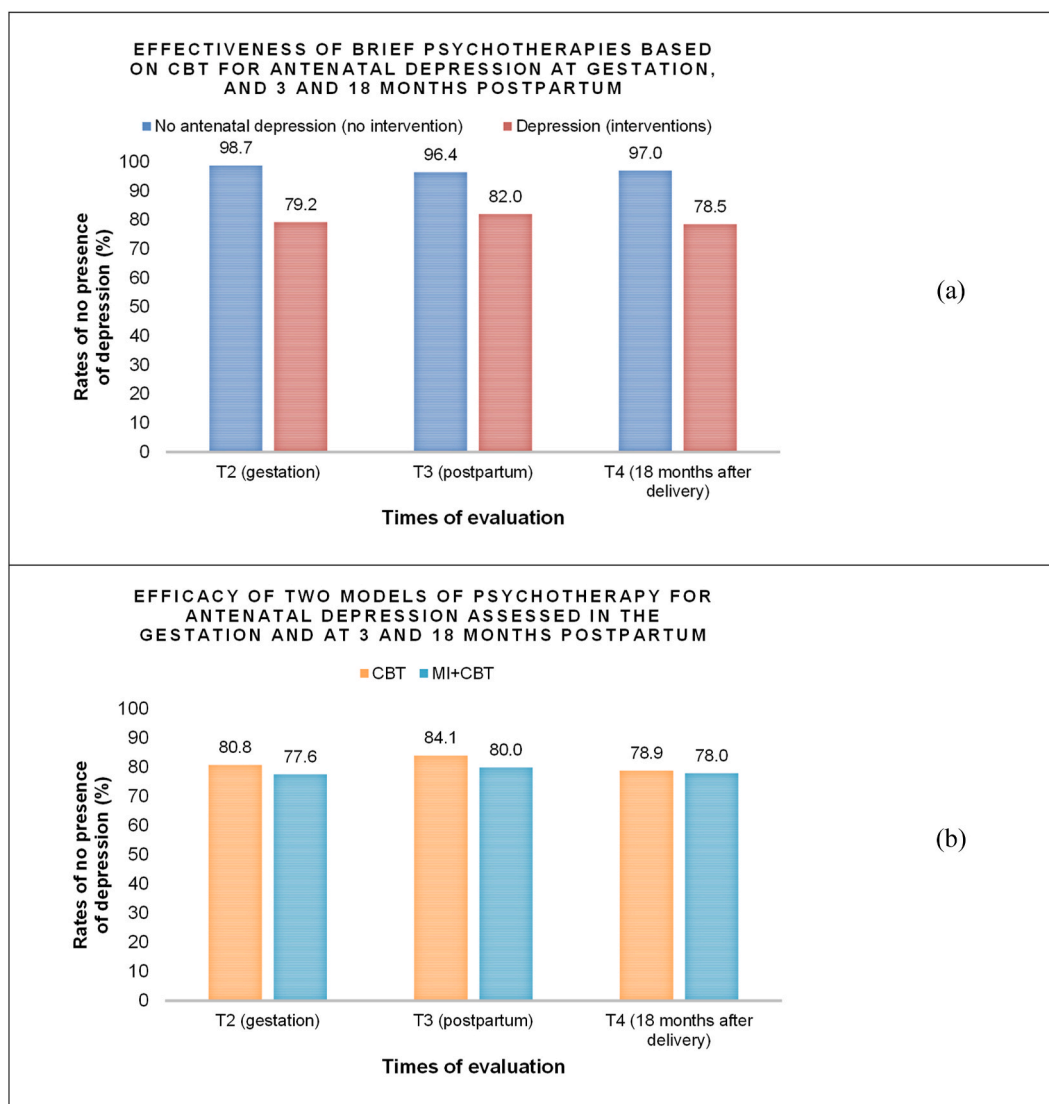 EFFECTIVENESS OF BRIEF PSYCHOTHERAPIES BASED
ON CBT FOR ANTENATAL DEPRESSION AT GESTATION,
AND 3 AND 18 MONTHS POSTPARTUM
No antenatal depression (no intervention) Depression (interventions)
98.7 96.4 97.0
79.2 82.0 78.5
100
90
80
70
60
50
40
30
20
10
0
Rates of no presence
of depression (%)
T2 (gestation) T3 (postpartum) T4 (18 months after
delivery)
Times of evaluation
(a)
EFFICACY OF TWO MODELS OF PSYCHOTHERAPY FOR
ANTENATAL DEPRESSION ASSESSED IN THE
GESTATION AND AT 3 AND 18 MONTHS POSTPARTUM
CBT MI+CBT
80.8 77.6 84.1 80.0 78.9 78.0
100
90
80
70
60
50
40
30
20
10
0
Rates of no presence
of depression (%)
T2 (gestation) T3 (postpartum) T4 (18 months after
delivery)
Times of evaluation
(b)